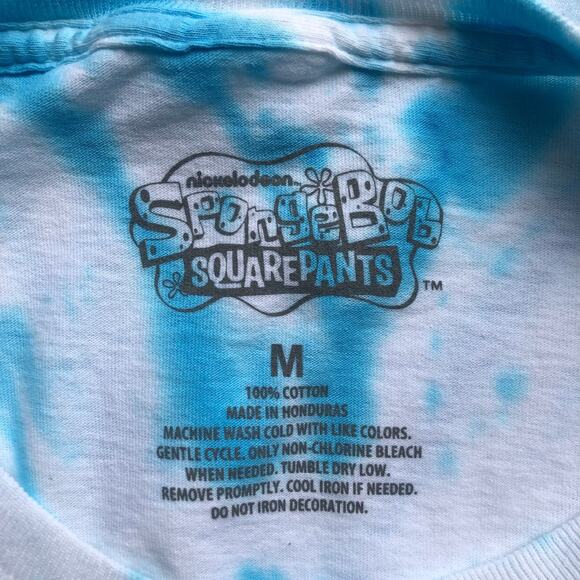 nickelodeon™
SpongeBob
SQUAREPANTS
™
M
100% COTTON
MADE IN HONDURAS
MACHINE WASH COLD WITH LIKE COLORS.
GENTLE CYCLE. ONLY NON-CHLORINE BLEACH
WHEN NEEDED. TUMBLE DRY LOW.
REMOVE PROMPTLY. COOL IRON IF NEEDED.
DO NOT IRON DECORATION.